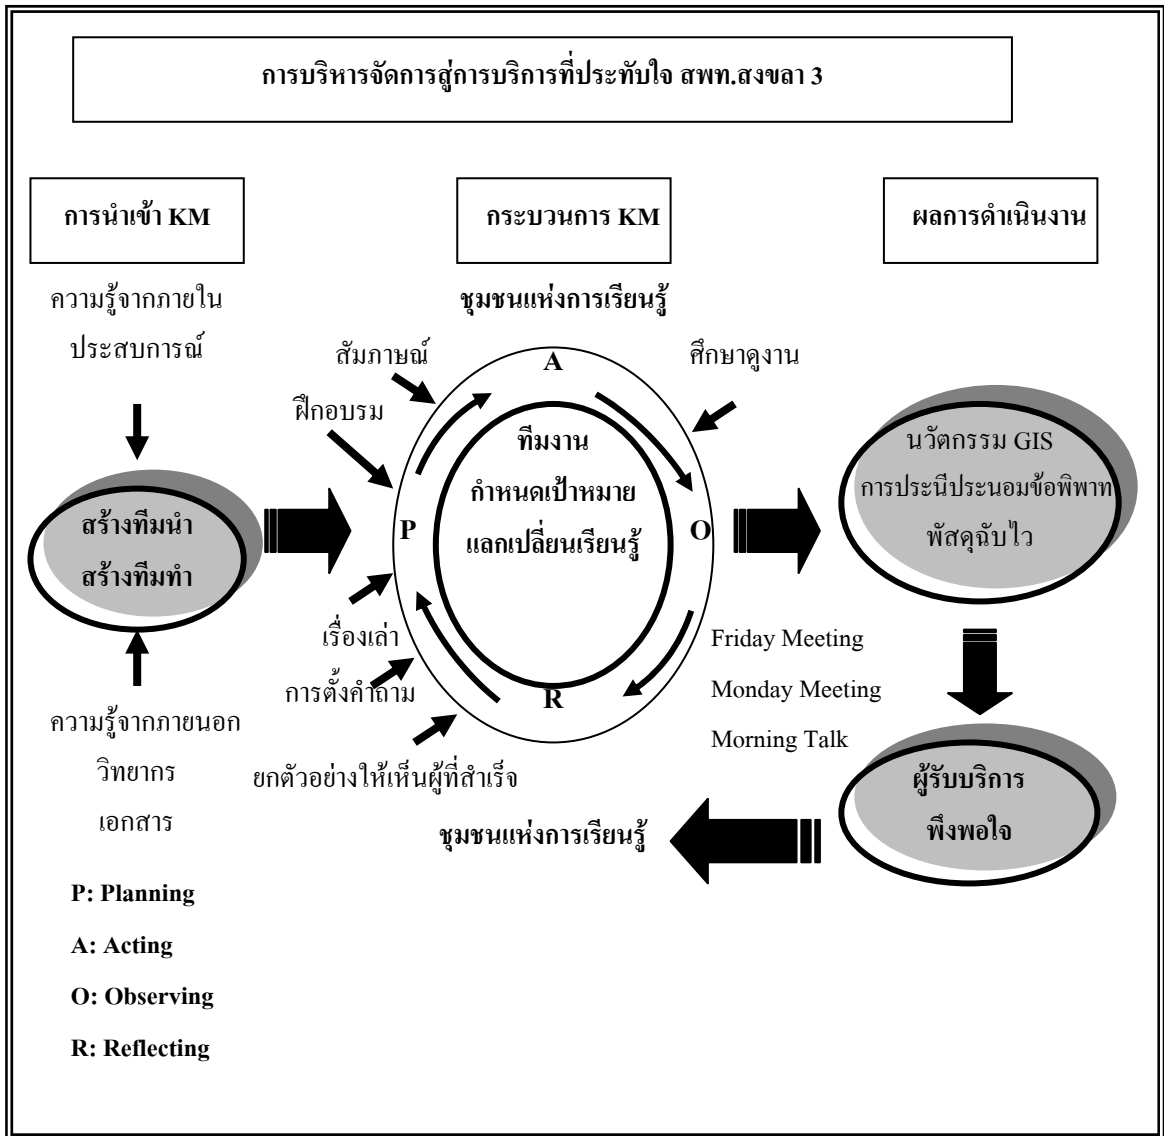 การบริหารจัดการสู่การบริการที่ประทับใจ สพท.สงขลา 3
การนำเข้า KM
กระบวนการ KM
ผลการดำเนินงาน
ความรู้จากภายใน
ประสบการณ์
สร้างทีมนำ
สร้างทีมทำ
ความรู้จากภายนอก
วิทยากร
เอกสาร
ชุมชนแห่งการเรียนรู้
สัมภาษณ์
ฝึกอบรม
ศึกษาดูงาน
A
P
O
R
ทีมงาน
กำหนดเป้าหมาย
แลกเปลี่ยนเรียนรู้
เรื่องเล่า
การตั้งคำถาม
ยกตัวอย่างให้เห็นผู้ที่สำเร็จ
Friday Meeting
Monday Meeting
Morning Talk
นวัตกรรม GIS
การประนีประนอมข้อพิพาท
พัสดุฉับไว
ผู้รับบริการ
พึงพอใจ
ชุมชนแห่งการเรียนรู้
P: Planning
A: Acting
O: Observing
R: Reflecting